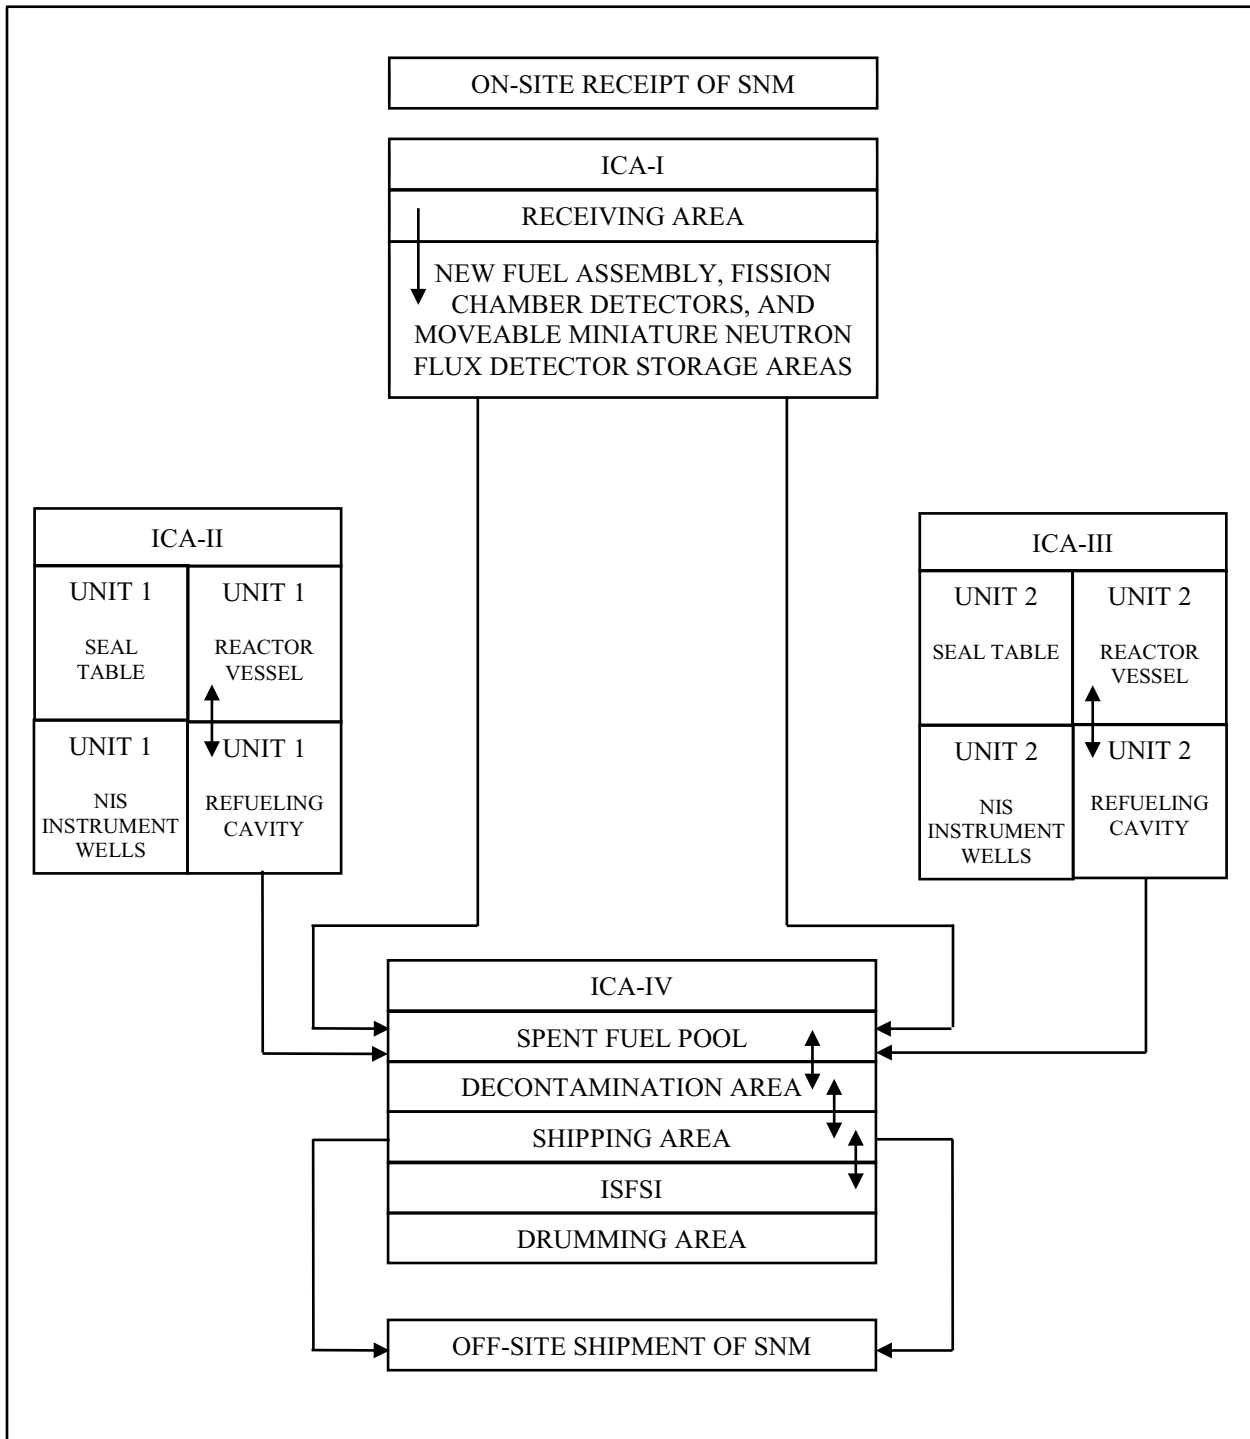 ON-SITE RECEIPT OF SNM
ICA-I
RECEIVING AREA
NEW FUEL ASSEMBLY, FISSION
CHAMBER DETECTORS, AND
MOVEABLE MINIATURE NEUTRON
FLUX DETECTOR STORAGE AREAS
ICA-II
UNIT 1
SEAL
TABLE
UNIT 1
REACTOR
VESSEL
UNIT 1
NIS
INSTRUMENT
WELLS
UNIT 1
REFUELING
CAVITY
ICA-III
UNIT 2
SEAL TABLE
UNIT 2
REACTOR
VESSEL
UNIT 2
NIS
INSTRUMENT
WELLS
UNIT 2
REFUELING
CAVITY
ICA-IV
SPENT FUEL POOL
DECONTAMINATION AREA
SHIPPING AREA
ISFSI
DRUMMING AREA
OFF-SITE SHIPMENT OF SNM